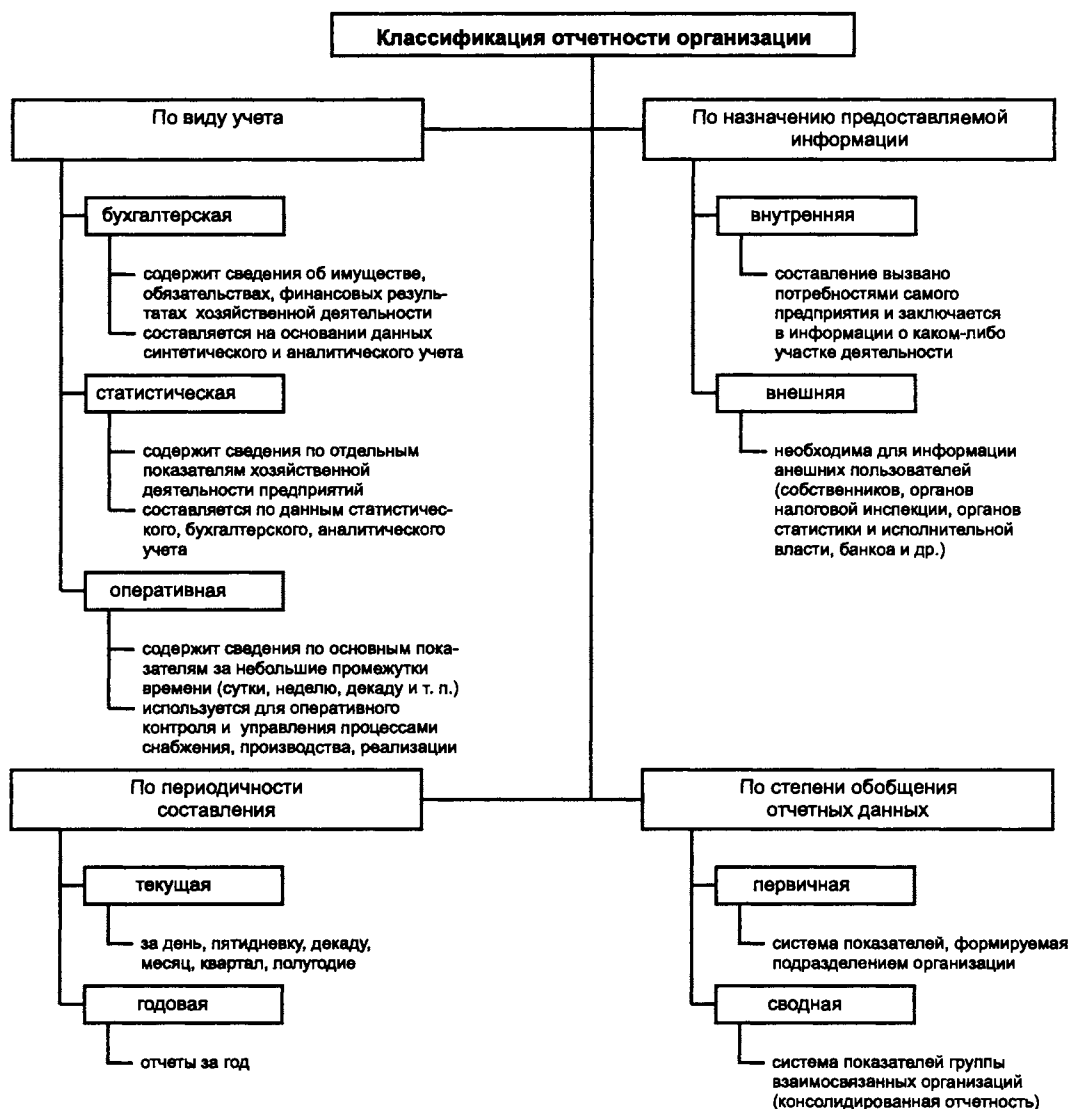 Классификация отчетности организации
По виду учета
бухгалтерская
содержит сведения об имуществе,
обязательствах, финансовых резуль-
татах хозяйственной деятельности
составляется на основании данных
синтетического и аналитического учета
статистическая
содержит сведения по отдельным
показателям хозяйственной
деятельности предприятий
составляется по данным статистичес-
кого, бухгалтерского, аналитического
учета
оперативная
содержит сведения по основным пока-
зателям за небольшие промежутки
времени (сутки, неделю, декаду и т. п.)
используется для оперативного
контроля и управления процессами
снабжения, производства, реализации
По назначению предоставляемой
информации
внутренняя
составление вызвано
потребностями самого
предприятия и заключается
в информации о каком-либо
участке деятельности
внешняя
необходима для информации
анешних пользователей
(собственников, органов
налоговой инспекции, органов
статистики и исполнительной
власти, банкоа и др.)
По периодичности
составления
текущая
за день, пятидневку, декаду,
месяц, квартал, полугодие
годовая
отчеты за год
По степени обобщения
отчетных данных
первичная
система показателей, формируемая
подразделением организации
сводная
система показателей группы
взаимосвязанных организаций
(консолидированная отчетность)